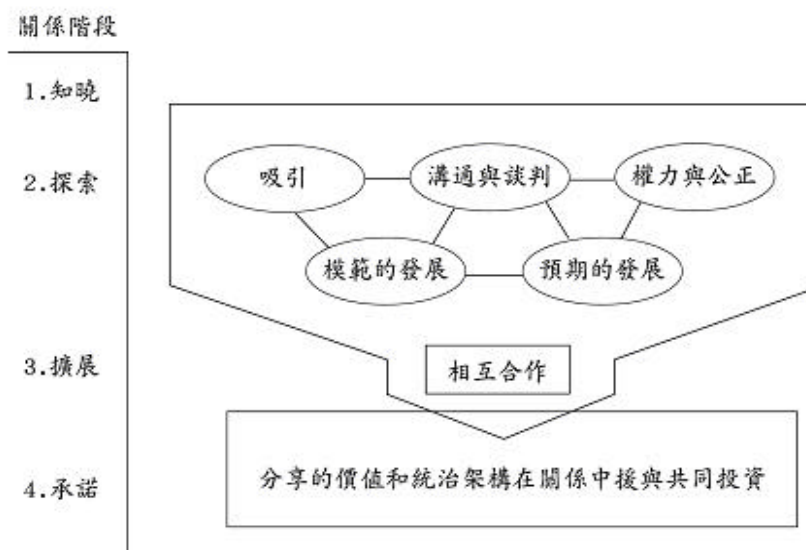 關係階段
1.知曉
2.探索
吸引
溝通與談判
權力與公正
模範的發展
預期的發展
3.擴展
相互合作
4.承諾
分享的價值和統治架構在關係中援與共同投資